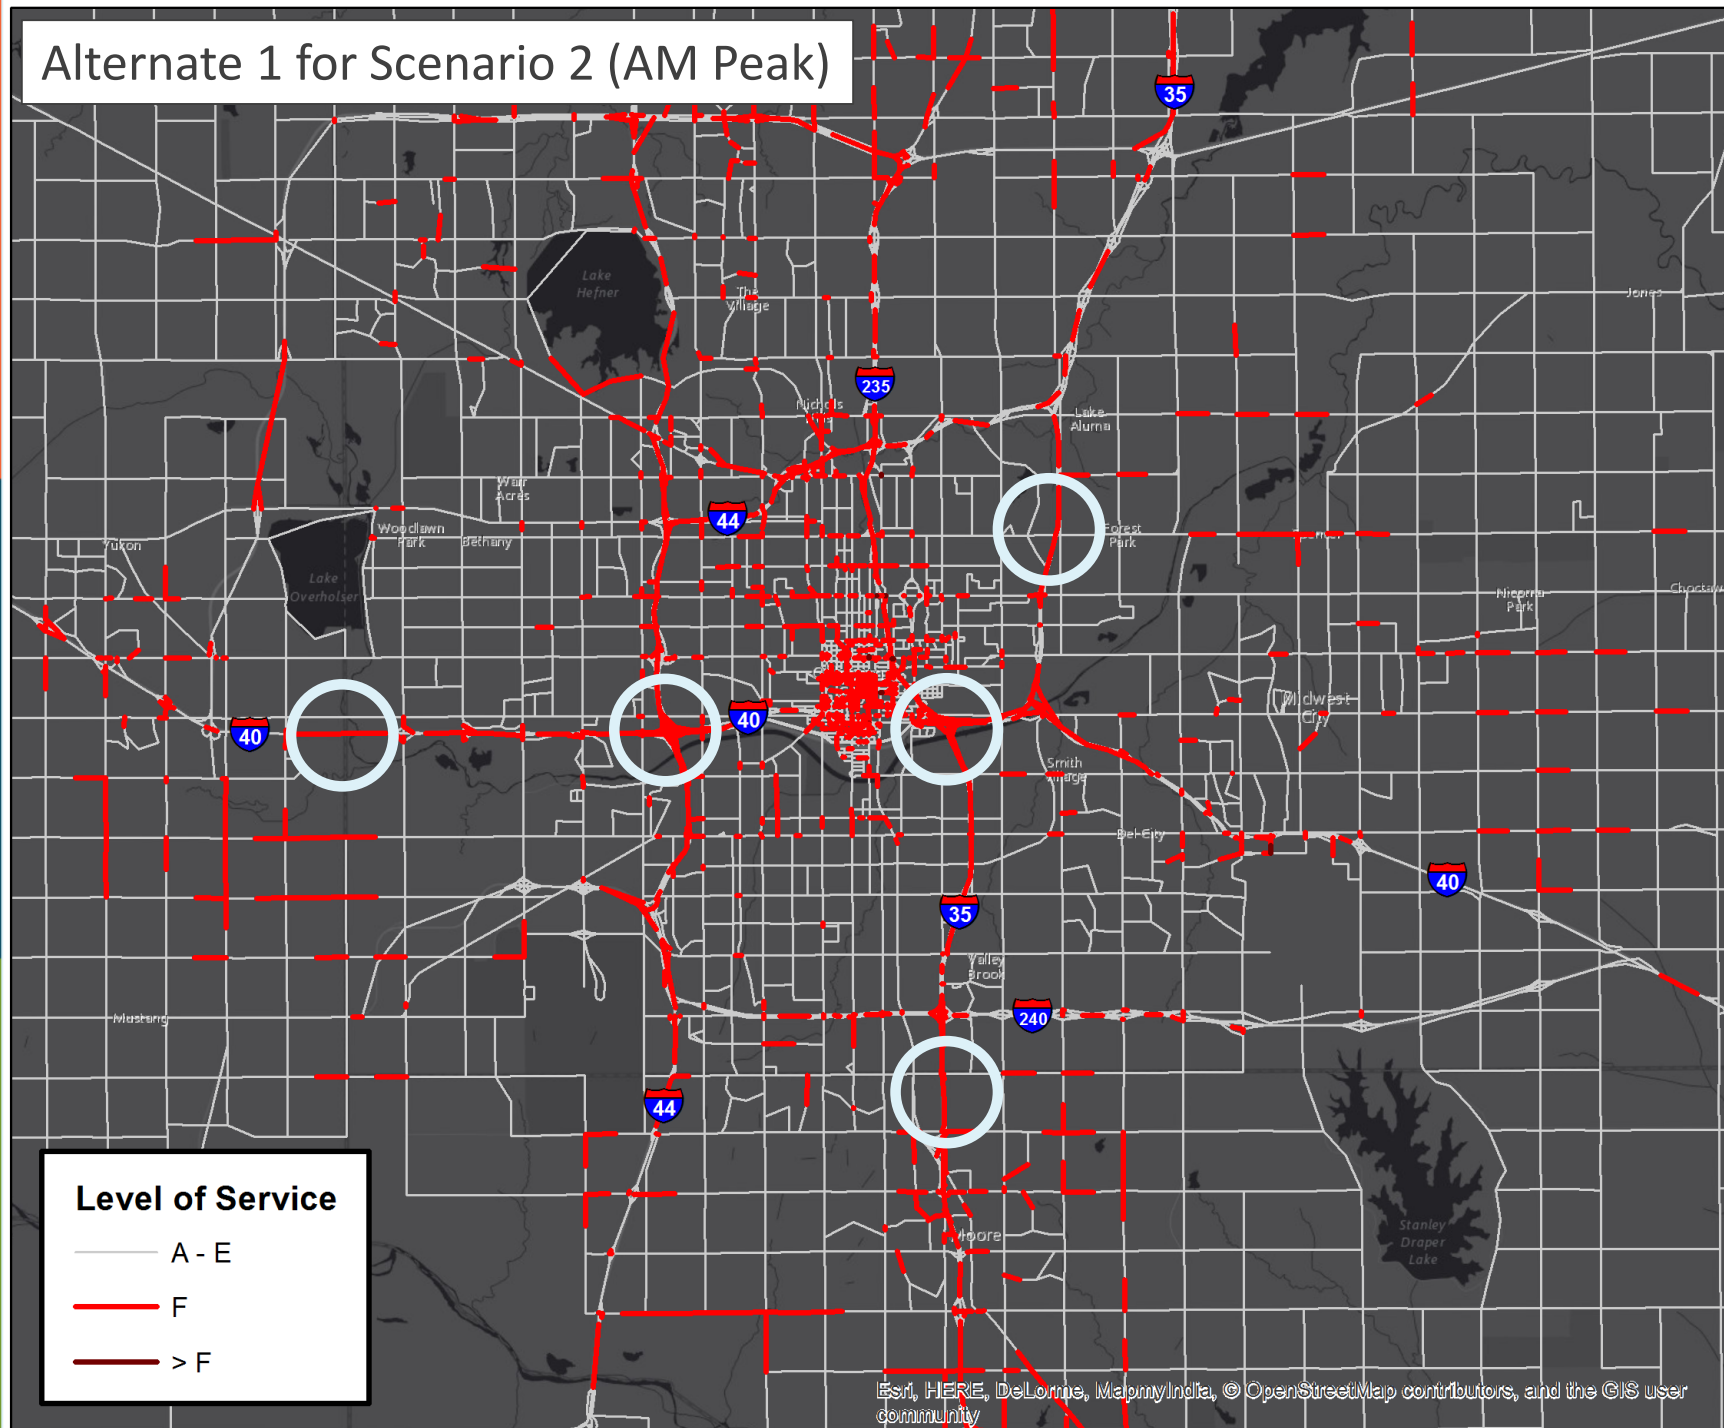 Alternate 1 for Scenario 2 (AM Peak)
35
Lake
Hefner
The
Village
Jones
235
Nichols
Lake
Aluma
Warr
Acres
44
Woodlawn
Park
Bethany
Forest
Park
Yukon
Lake
Overholser
Nicoma
Park
Choctaw
Midwest
City
40
40
Smith
Village
Del City
40
35
Valley
Brook
240
Mustang
44
Moore
Stanley
Draper
Lake
Level of Service
A - E
F
> F
Esri, HERE, DeLorme, MapmyIndia, © OpenStreetMap contributors, and the GIS user
community